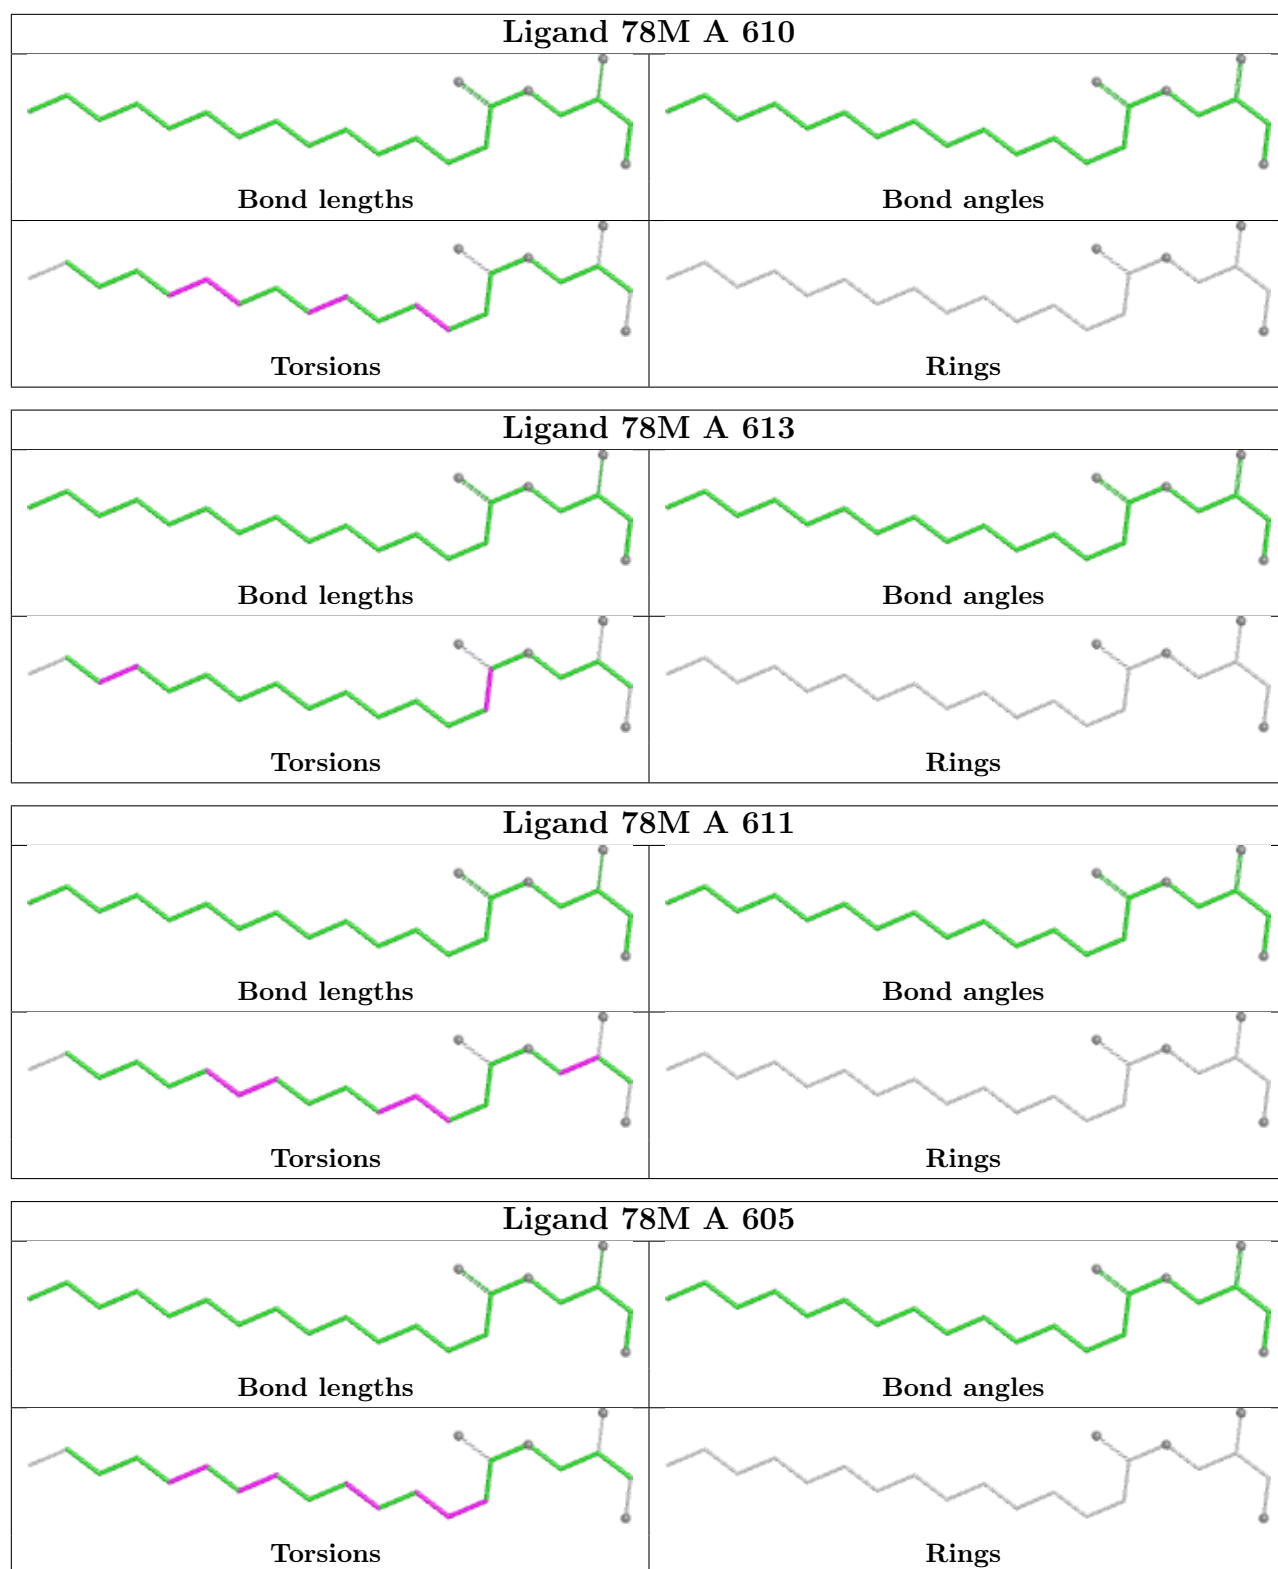 Ligand 78M A 610
Bond lengths
Bond angles
Torsions
Rings
Ligand 78M A 613
Bond lengths
Bond angles
Torsions
Rings
Ligand 78M A 611
Bond lengths
Bond angles
Torsions
Rings
Ligand 78M A 605
Bond lengths
Bond angles
Torsions
Rings